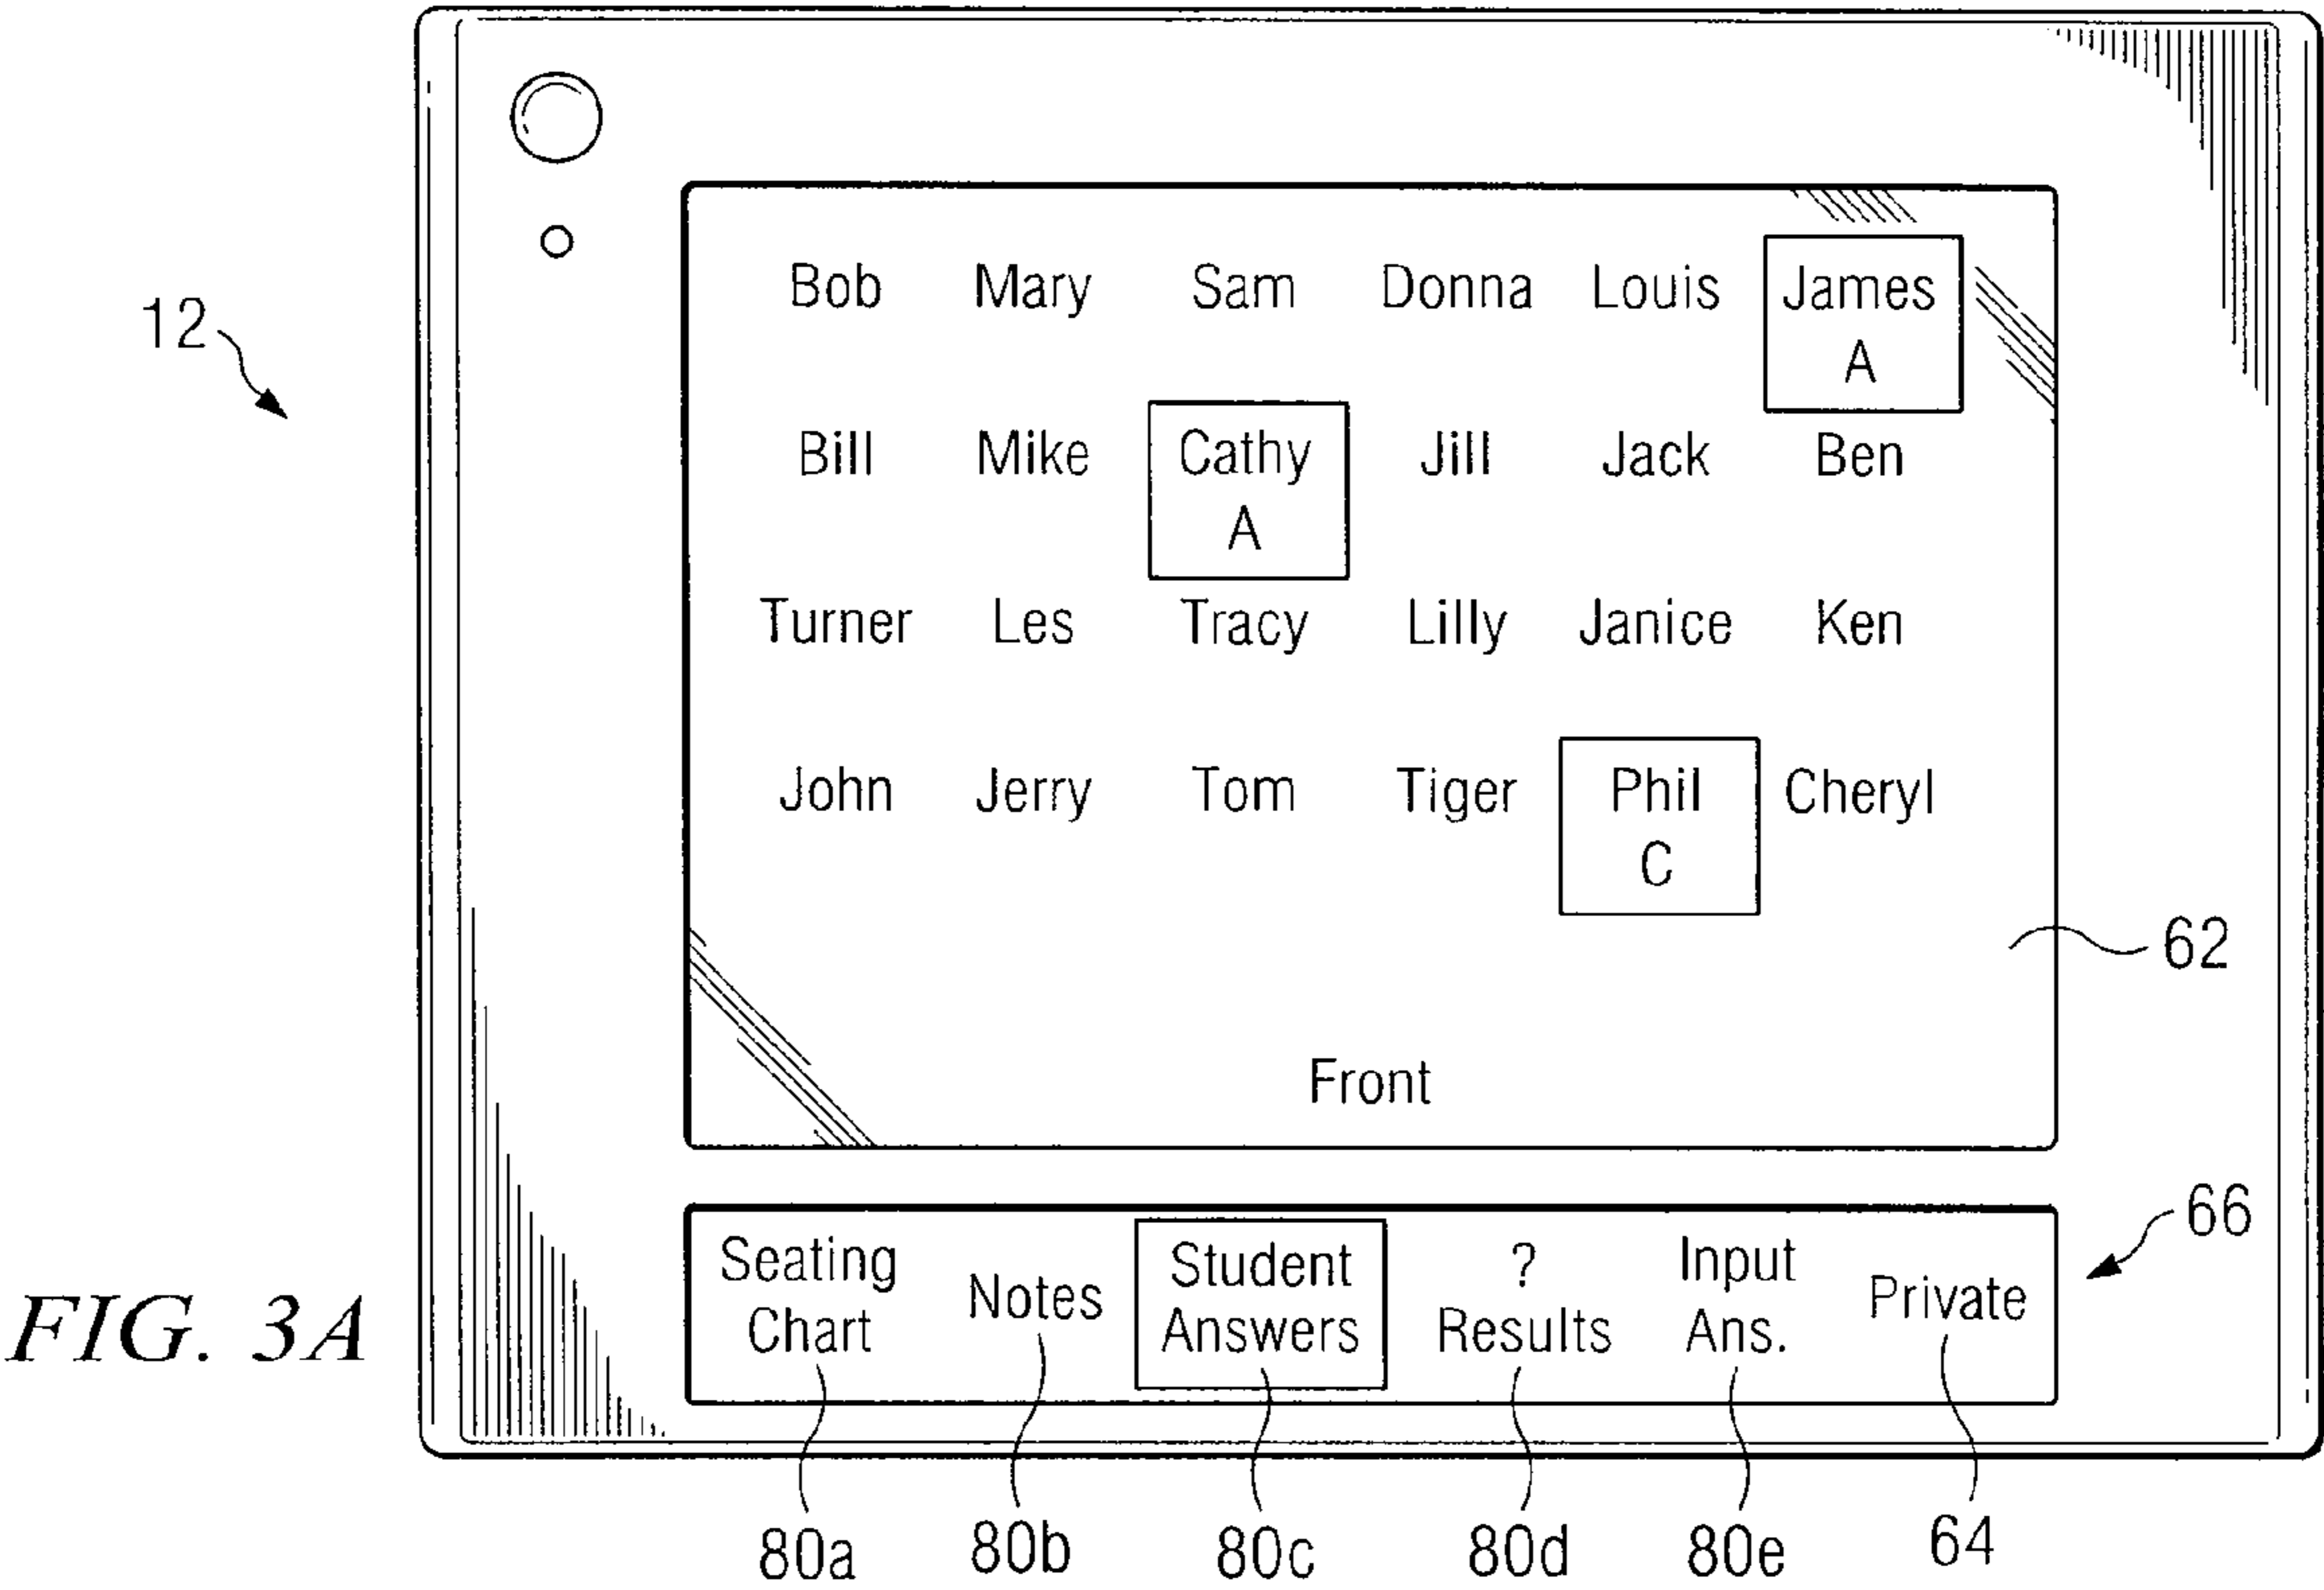 12
Bob Mary Sam Donna Louis James
A
Bill Mike Cathy Jill Jack Ben
A
Turner Les Tracy Lilly Janice Ken
John Jerry Tom Tiger Phil Cheryl
C
62
Front
66
Seating Chart
Notes
Student Answers
? Results
Input Ans.
Private
FIG. 3A
80a 80b 80c 80d 80e 64